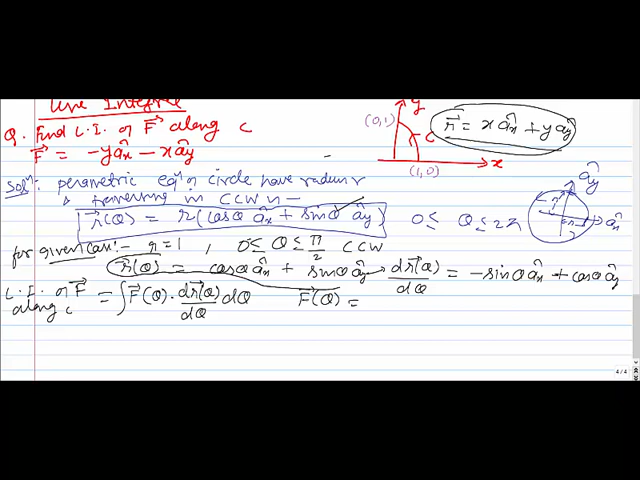 Line Integral
Q. Find L.I. of F⃗ along C
F⃗ = -yâx - xây
(0,1) y C x (1,0)
r⃗ = xâx + yây
Solⁿ: parametric eqⁿ of circle have radius r
& traversing in CCW :-
r⃗(θ) = r(cosθ âx + sinθ ây) 0 ≤ θ ≤ 2π
ây âx
for given case:- r=1 , 0 ≤ θ ≤ π/2 CCW
r⃗(θ) = cosθ âx + sinθ ây → dr⃗(θ)/dθ = -sinθ âx + cosθ ây
L.I. of F⃗ along C = ∫F⃗(θ)·dr⃗(θ)/dθ dθ F⃗(θ) =
4/4